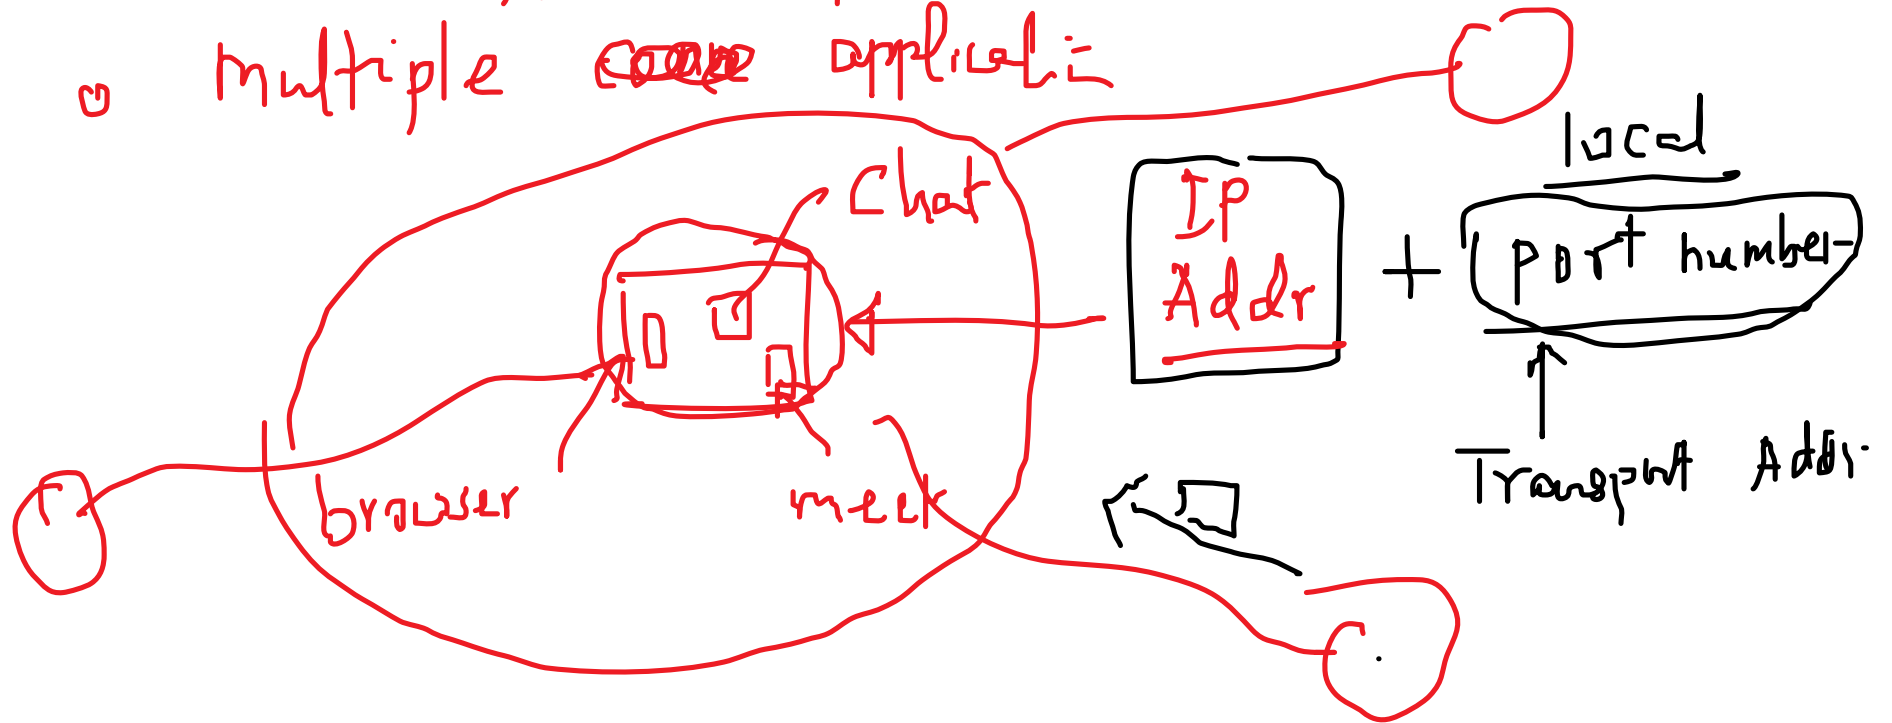 multiple applicati
Chat
local
IP
Addr
+
port number
browser
meet
Transport Addr